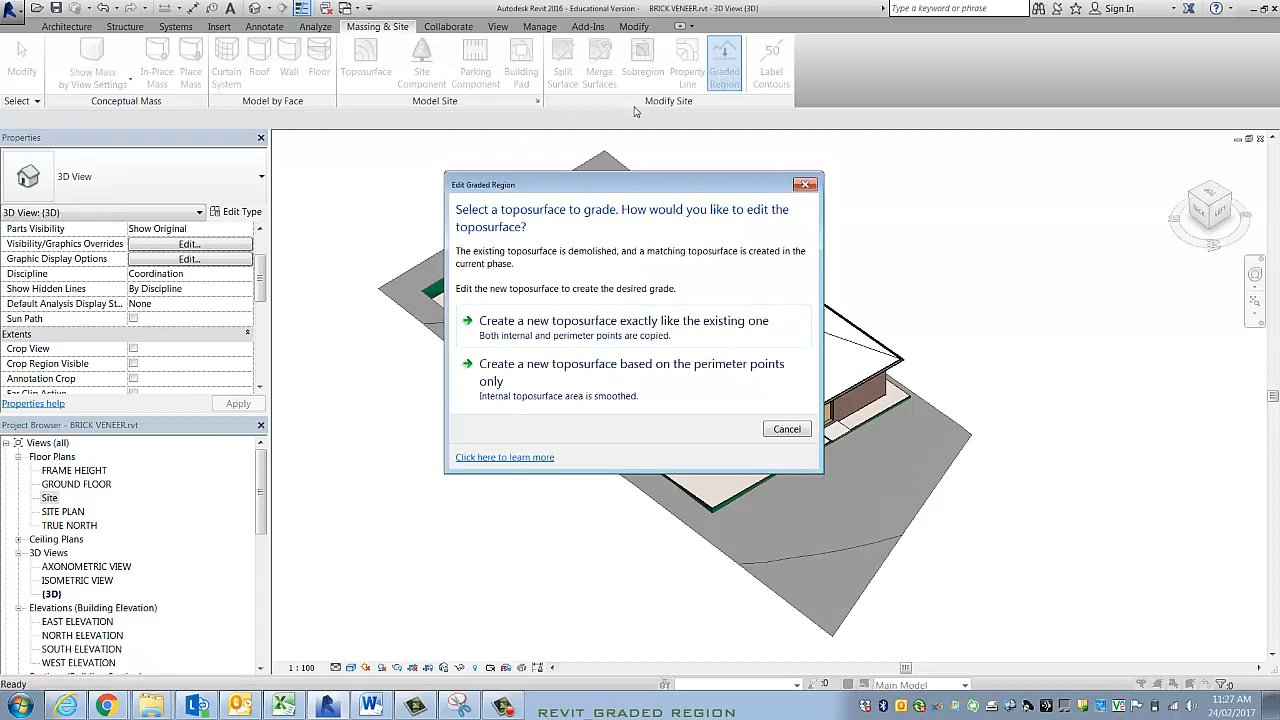 Autodesk Revit 2016 - Educational Version - BRICK VENEER.rvt - 3D View: {3D}
Type a keyword or phrase
Sign In
Architecture Structure Systems Insert Annotate Analyze Massing & Site Collaborate View Manage Add-Ins Modify
Modify
Show Mass by View Settings
In-Place Mass
Place Mass
Curtain System
Roof
Wall
Floor
Toposurface
Site Component
Parking Component
Building Pad
Split Surface
Merge Surfaces
Subregion
Property Line
Graded Region
50
Label Contours
Select
Conceptual Mass
Model by Face
Model Site
Modify Site
Properties
3D View
3D View: {3D}
Edit Type
Parts Visibility Show Original
Visibility/Graphics Overrides Edit...
Graphic Display Options Edit...
Discipline Coordination
Show Hidden Lines By Discipline
Default Analysis Display St... None
Sun Path
Extents
Crop View
Crop Region Visible
Annotation Crop
Far Clip Active
Properties help
Apply
Project Browser - BRICK VENEER.rvt
Views (all)
Floor Plans
FRAME HEIGHT
GROUND FLOOR
Site
SITE PLAN
TRUE NORTH
Ceiling Plans
3D Views
AXONOMETRIC VIEW
ISOMETRIC VIEW
{3D}
Elevations (Building Elevation)
EAST ELEVATION
NORTH ELEVATION
SOUTH ELEVATION
WEST ELEVATION
Edit Graded Region
Select a toposurface to grade. How would you like to edit the
toposurface?
The existing toposurface is demolished, and a matching toposurface is created in the
current phase.
Edit the new toposurface to create the desired grade.
Create a new toposurface exactly like the existing one
Both internal and perimeter points are copied.
Create a new toposurface based on the perimeter points
only
Internal toposurface area is smoothed.
Cancel
Click here to learn more
BACK
LEFT
1 : 100
Ready
:0
Main Model
:0
REVIT GRADED REGION
11:27 AM
24/02/2017